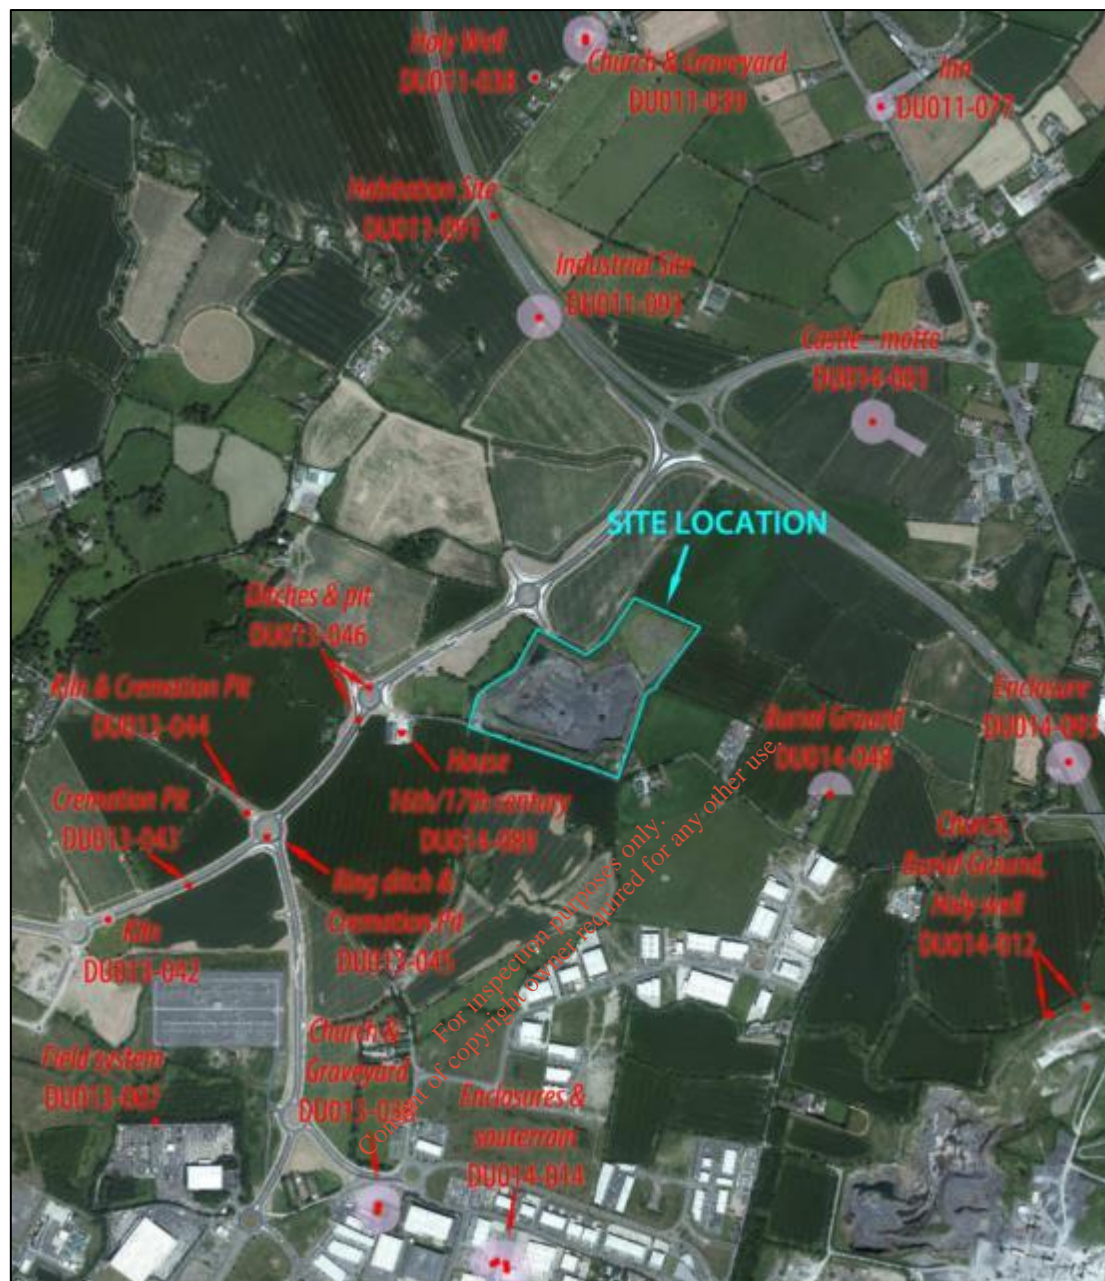 Holy Well
DU011-038
Church & Graveyard
DU011-039
Inn
DU011-077
Habitation Site
DU011-091
Industrial Site
DU011-093
Castle - motte
DU014-001
SITE LOCATION
Ditches & pit
DU013-046
Kiln & Cremation Pit
DU013-044
Cremation Pit
DU013-043
House
16th/17th century
DU014-089
Burial Ground
DU014-048
Enclosure
DU014-093
Church,
Burial Ground,
Holy well
DU014-012
Ring ditch &
Cremation Pit
DU013-045
Kiln
DU013-042
Field system
DU013-007
Church &
Graveyard
Enclosures &
souterrain
DU014-014
For inspection purposes only.
Consent of copyright owner required for any other use.